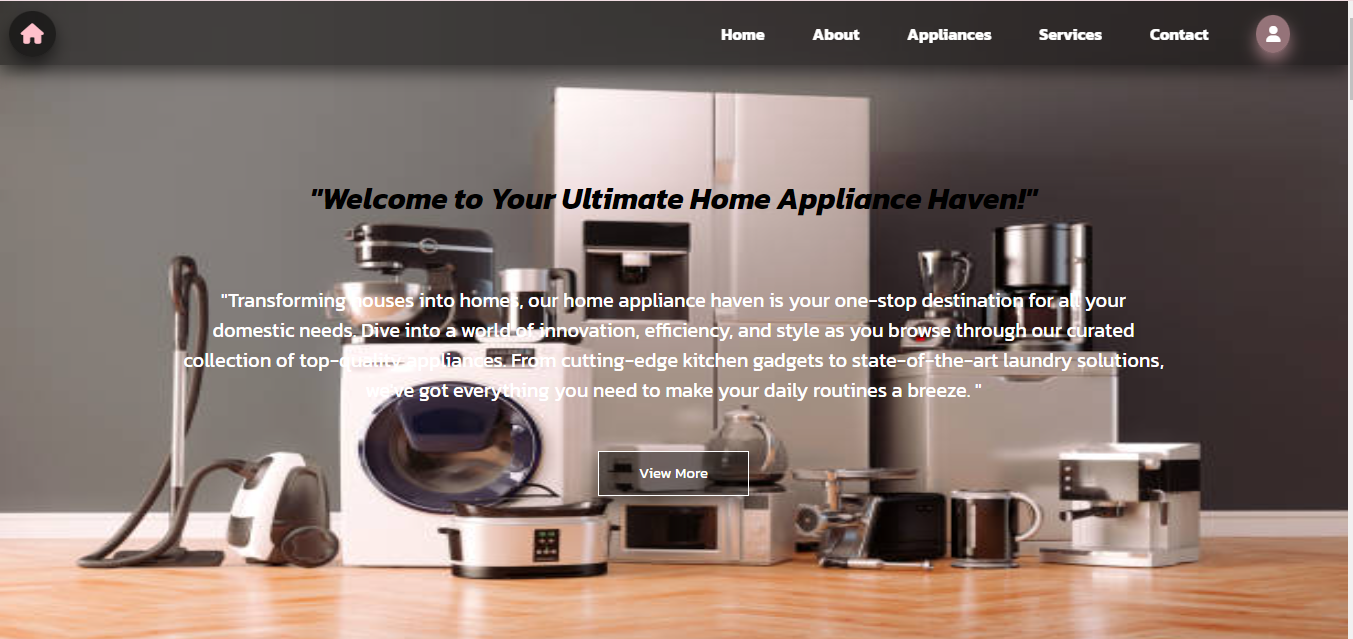 Home About Appliances Services Contact
"Welcome to Your Ultimate Home Appliance Haven!"
"Transforming houses into homes, our home appliance haven is your one-stop destination for all your
domestic needs. Dive into a world of innovation, efficiency, and style as you browse through our curated
collection of top-quality appliances. From cutting-edge kitchen gadgets to state-of-the-art laundry solutions,
we've got everything you need to make your daily routines a breeze. "
View More